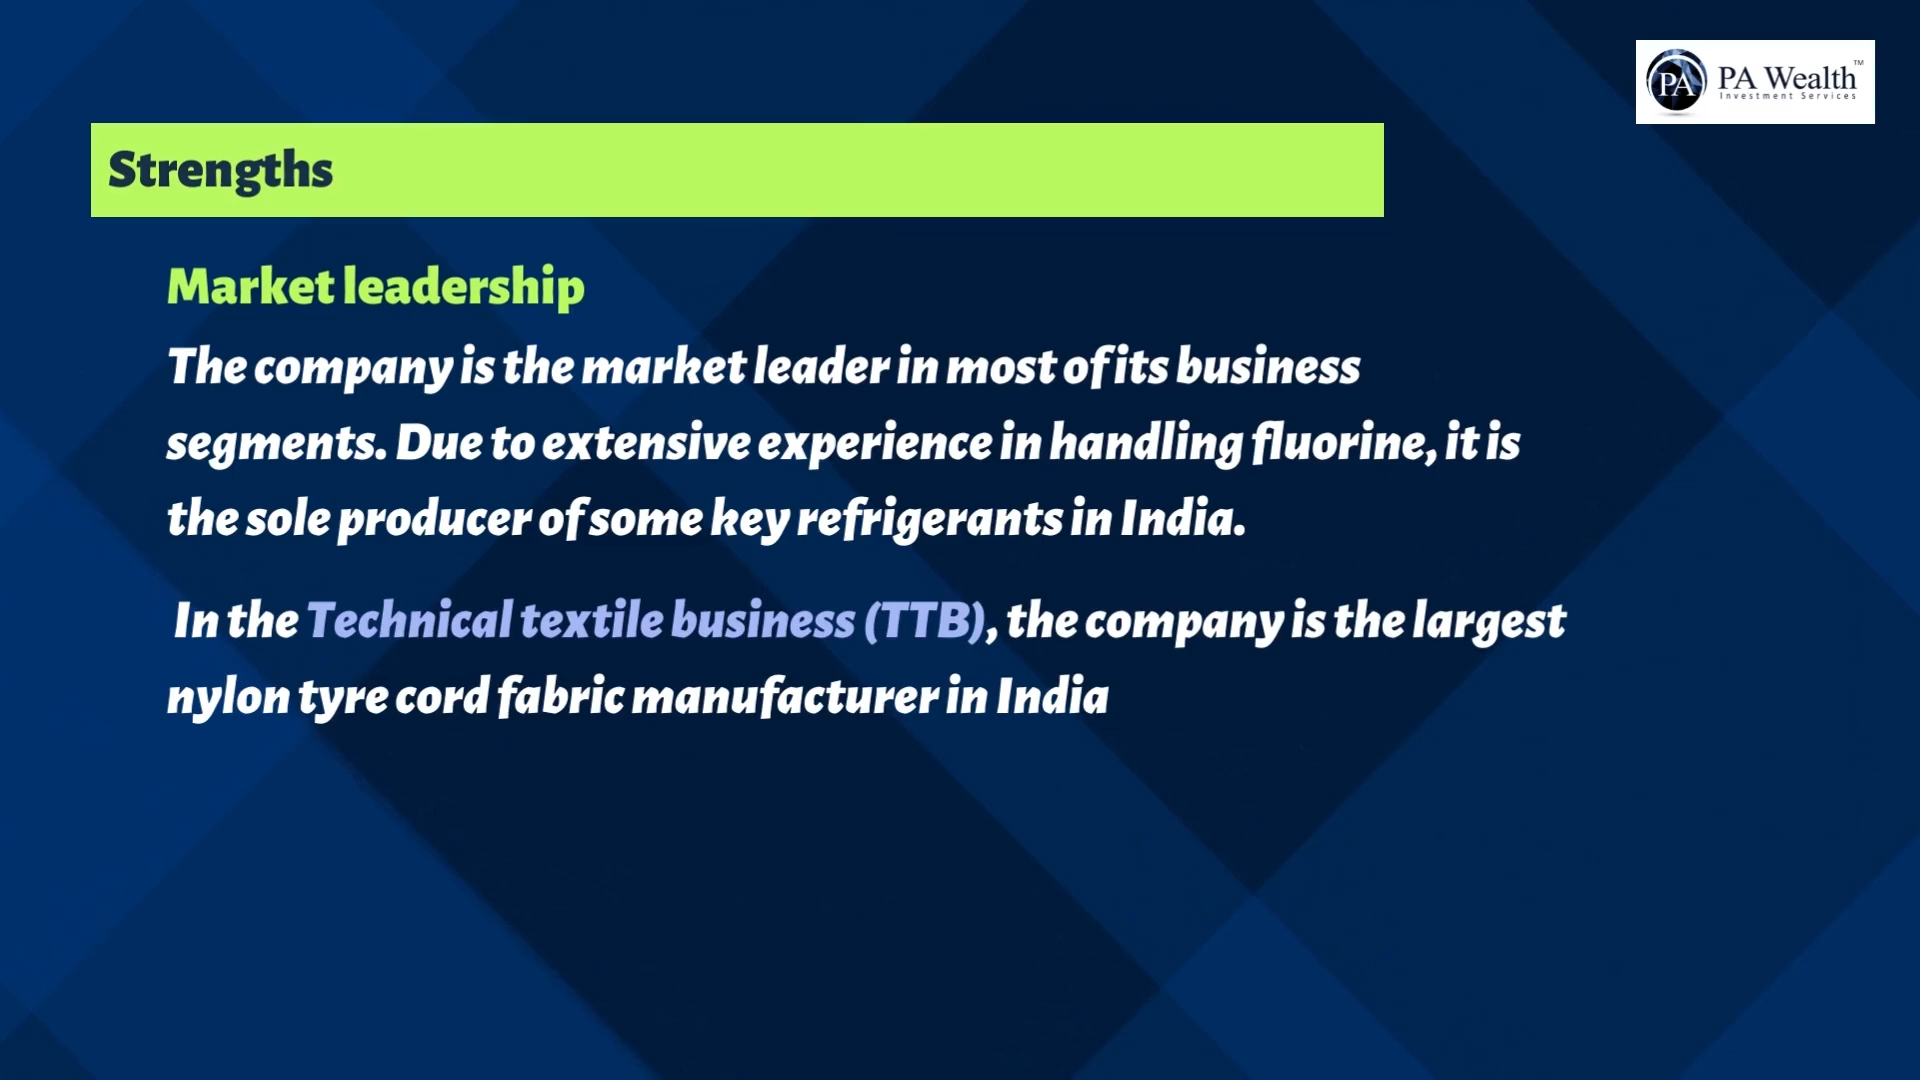 PA PA Wealth™
Investment Services
Strengths
Market leadership
The company is the market leader in most of its business
segments. Due to extensive experience in handling fluorine, it is
the sole producer of some key refrigerants in India.
In the Technical textile business (TTB), the company is the largest
nylon tyre cord fabric manufacturer in India